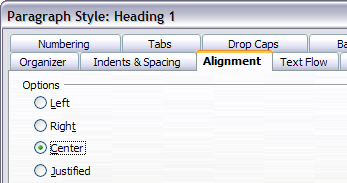 Paragraph Style: Heading 1
Numbering Tabs Drop Caps
Organizer Indents & Spacing Alignment Text Flow
Options
Left
Right
Center
Justified